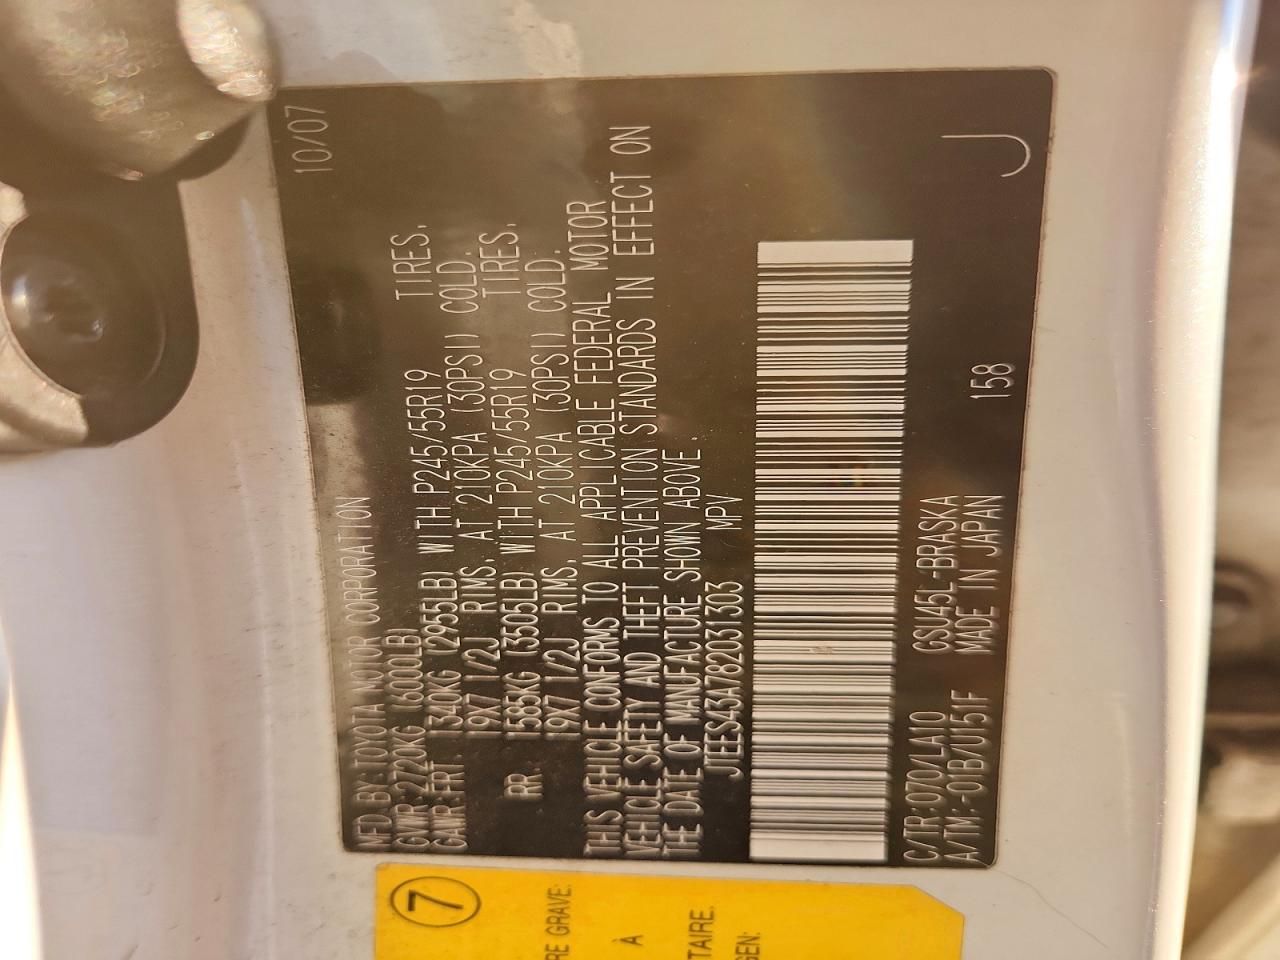 MFD BY:TOYOTA MOTOR CORPORATION 10/07
GVWR:2720KG (6000LB)
GAWR:FRT. 1340KG (2955LB) WITH P245/55R19 TIRES,
19X7 1/2J RIMS, AT 210KPA (30PSI) COLD.
RR. 1585KG (3505LB) WITH P245/55R19 TIRES,
19X7 1/2J RIMS, AT 210KPA (30PSI) COLD.
THIS VEHICLE CONFORMS TO ALL APPLICABLE FEDERAL MOTOR
VEHICLE SAFETY AND THEFT PREVENTION STANDARDS IN EFFECT ON
THE DATE OF MANUFACTURE SHOWN ABOVE.
JTEES43A782031303 MPV
C/TR:070/LA10 GSU45L-BRASKA
A/TM:-01B/U151F MADE IN JAPAN 158 J
7
RE GRAVE:
À
TAIRE.
GEN: